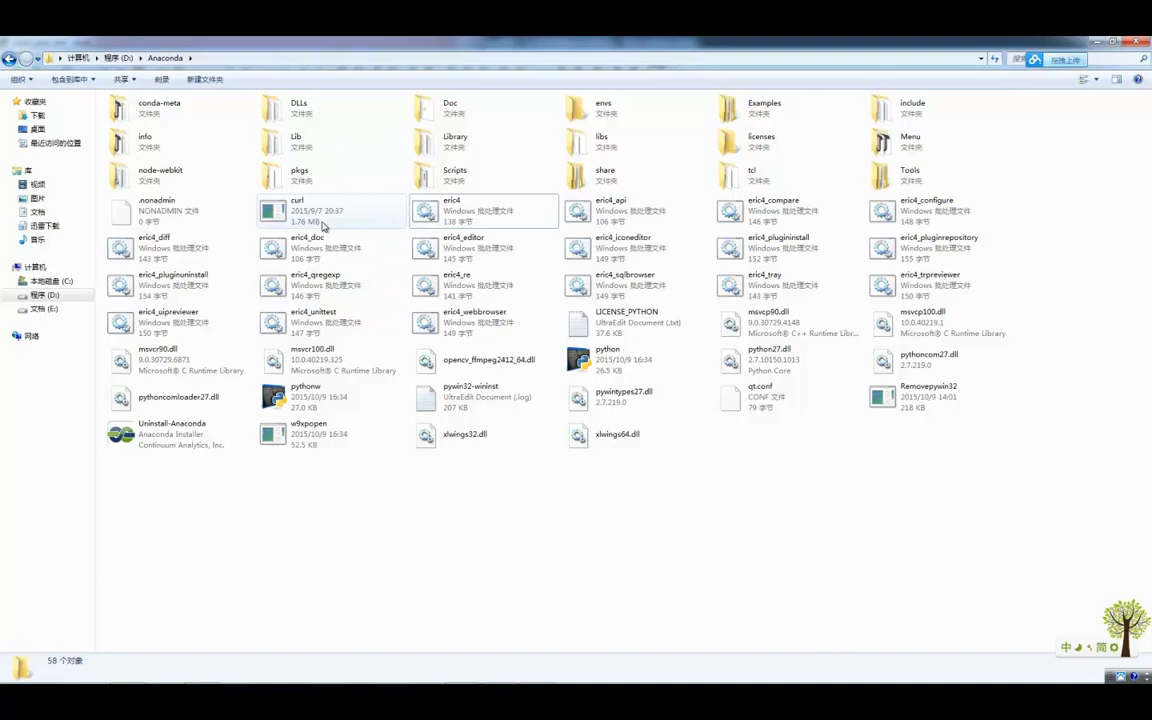 计算机 ▸ 程序 (D:) ▸ Anaconda ▸
拖拽上传
组织 包含到库中 共享 刻录 新建文件夹
收藏夹
下载
桌面
最近访问的位置
库
视频
图片
文档
迅雷下载
音乐
计算机
本地磁盘 (C:)
程序 (D:)
文档 (E:)
网络
conda-meta
文件夹
DLLs
文件夹
Doc
文件夹
envs
文件夹
Examples
文件夹
include
文件夹
info
文件夹
Lib
文件夹
Library
文件夹
libs
文件夹
licenses
文件夹
Menu
文件夹
node-webkit
文件夹
pkgs
文件夹
Scripts
文件夹
share
文件夹
tcl
文件夹
Tools
文件夹
.nonadmin
NONADMIN 文件
0 字节
curl
2015/9/7 20:37
1.76 MB
eric4
Windows 批处理文件
138 字节
eric4_api
Windows 批处理文件
106 字节
eric4_compare
Windows 批处理文件
146 字节
eric4_configure
Windows 批处理文件
148 字节
eric4_diff
Windows 批处理文件
143 字节
eric4_doc
Windows 批处理文件
106 字节
eric4_editor
Windows 批处理文件
145 字节
eric4_iconeditor
Windows 批处理文件
149 字节
eric4_plugininstall
Windows 批处理文件
152 字节
eric4_pluginrepository
Windows 批处理文件
155 字节
eric4_pluginuninstall
Windows 批处理文件
154 字节
eric4_qregexp
Windows 批处理文件
146 字节
eric4_re
Windows 批处理文件
141 字节
eric4_sqlbrowser
Windows 批处理文件
149 字节
eric4_tray
Windows 批处理文件
143 字节
eric4_trpreviewer
Windows 批处理文件
150 字节
eric4_uipreviewer
Windows 批处理文件
150 字节
eric4_unittest
Windows 批处理文件
147 字节
eric4_webbrowser
Windows 批处理文件
149 字节
LICENSE_PYTHON
UltraEdit Document (.txt)
37.6 KB
msvcp90.dll
9.0.30729.4148
Microsoft® C++ Runtime Libr...
msvcp100.dll
10.0.40219.1
Microsoft® C Runtime Library
msvcr90.dll
9.0.30729.6871
Microsoft® C Runtime Library
msvcr100.dll
10.0.40219.325
Microsoft® C Runtime Library
opencv_ffmpeg2412_64.dll
python
2015/10/9 16:34
26.5 KB
python27.dll
2.7.10150.1013
Python Core
pythoncom27.dll
2.7.219.0
pythoncomloader27.dll
pythonw
2015/10/9 16:34
27.0 KB
pywin32-wininst
UltraEdit Document (.log)
207 KB
pywintypes27.dll
2.7.219.0
qt.conf
CONF 文件
79 字节
Removepywin32
2015/10/9 14:01
218 KB
Uninstall-Anaconda
Anaconda Installer
Continuum Analytics, Inc.
w9xpopen
2015/10/9 16:34
52.5 KB
xlwings32.dll
xlwings64.dll
58 个对象
中 简